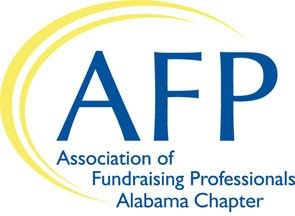 AFP
Association of
Fundraising Professionals
Alabama Chapter